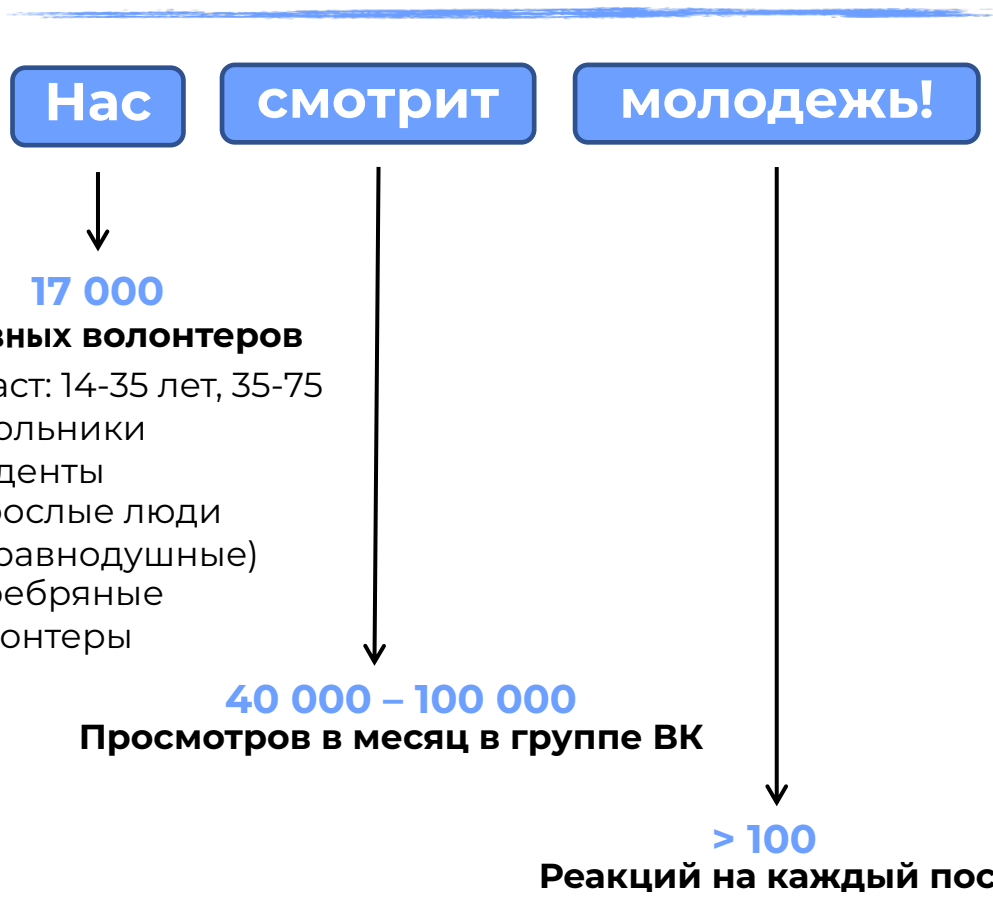 Нас смотрит молодежь!
17 000
вных волонтеров
аст: 14-35 лет, 35-75
ольники
денты
рослые люди
равнодушные)
ребряные
онтеры
40 000 – 100 000
Просмотров в месяц в группе ВК
> 100
Реакций на каждый пос